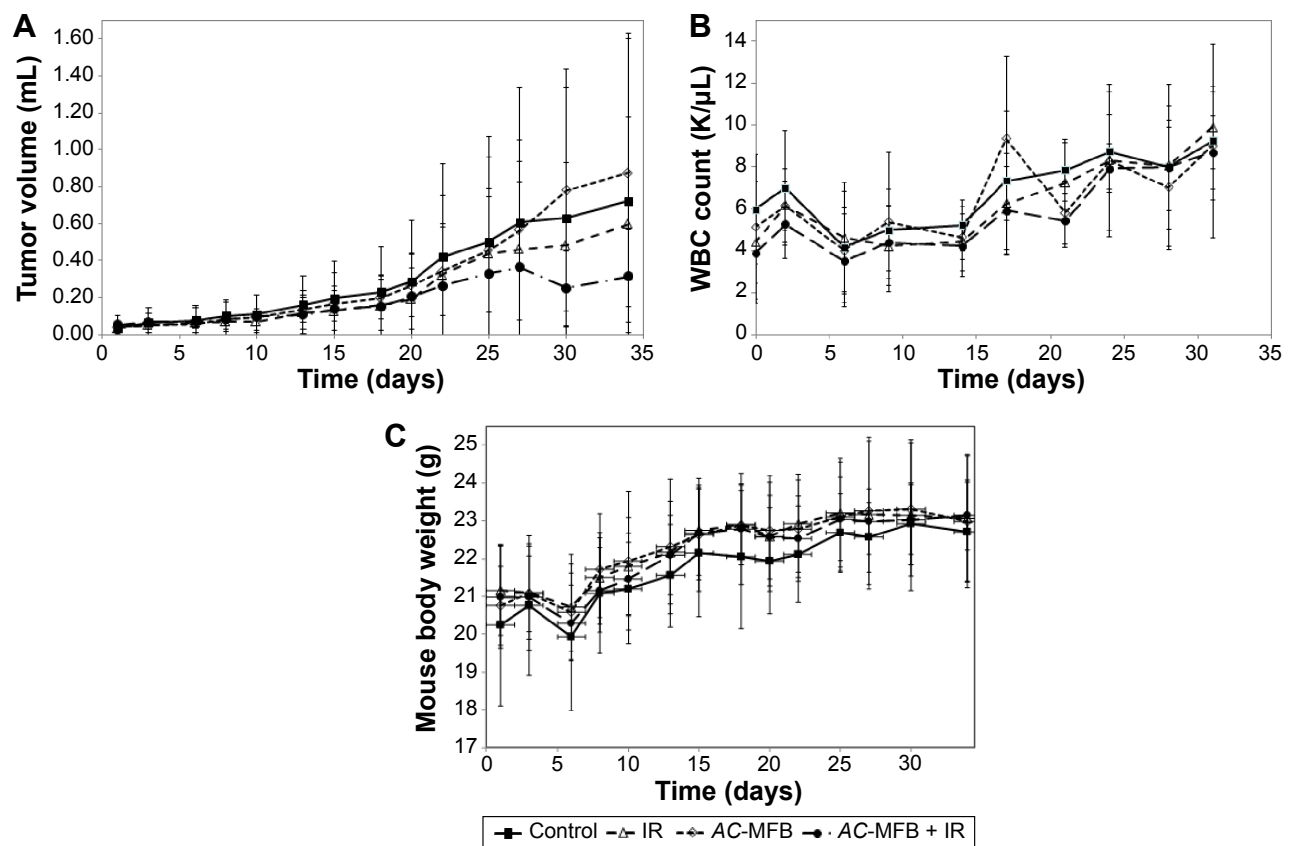 A
Tumor volume (mL)
1.60
1.40
1.20
1.00
0.80
0.60
0.40
0.20
0.00
0 5 10 15 20 25 30 35
Time (days)
B
WBC count (K/µL)
14
12
10
8
6
4
2
0
0 5 10 15 20 25 30 35
Time (days)
C
Mouse body weight (g)
25
24
23
22
21
20
19
18
17
0 5 10 15 20 25 30
Time (days)
Control IR AC-MFB AC-MFB + IR